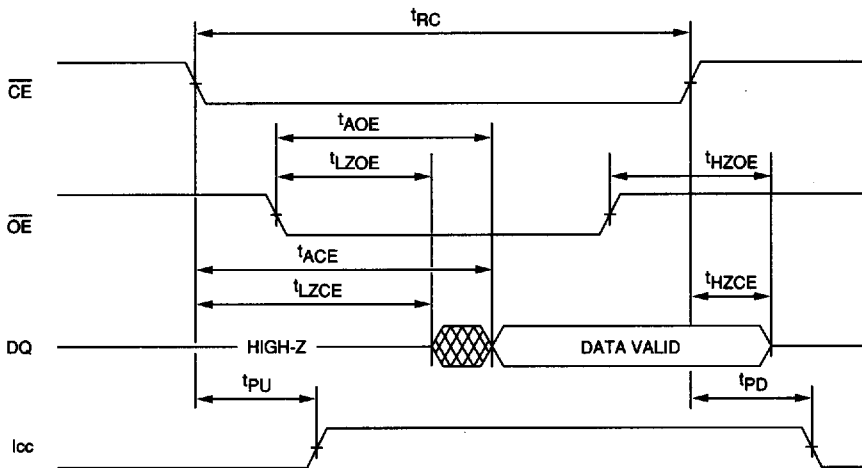 tRC
CE
tAOE
tLZOE
tHZOE
OE
tACE
tLZCE
tHZCE
DQ HIGH-Z DATA VALID
tPU tPD
Icc